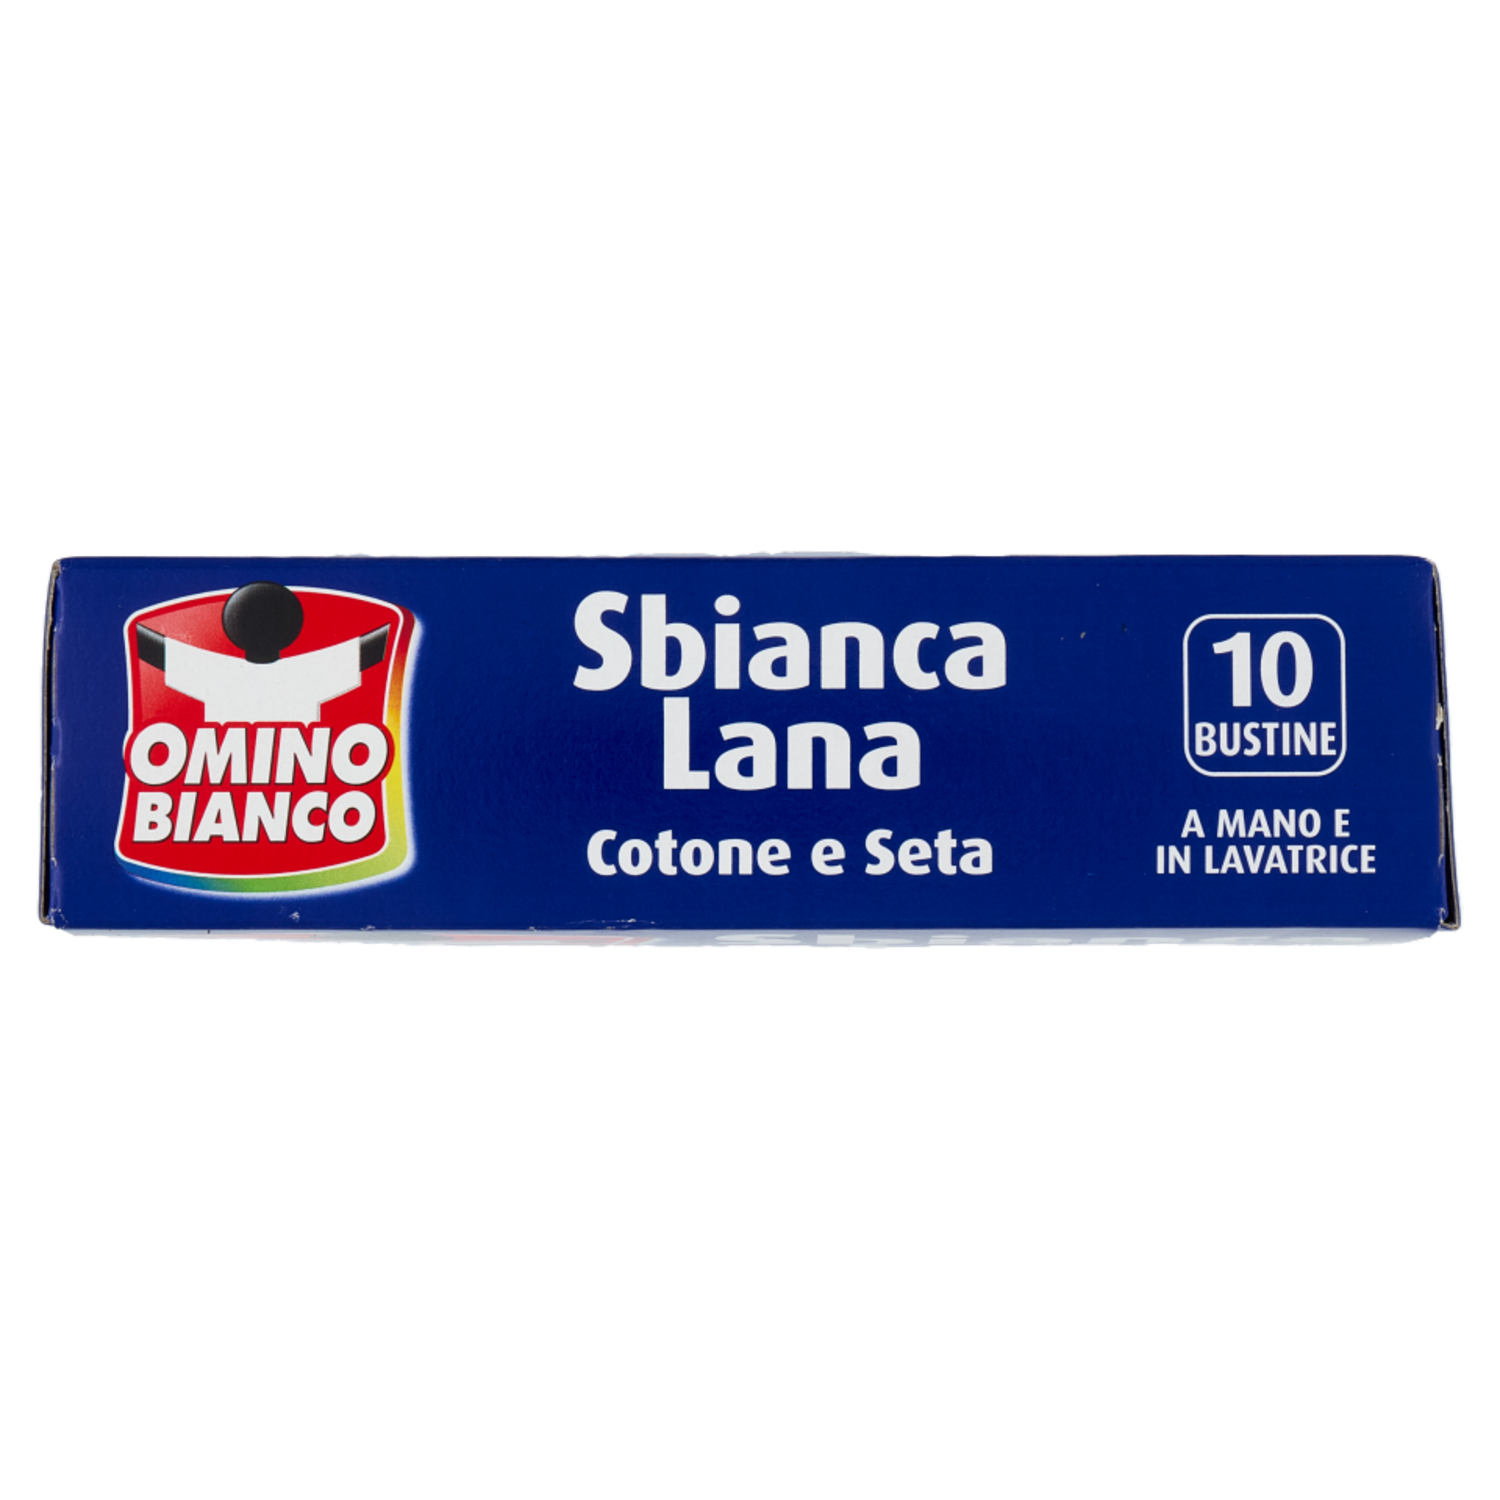 OMINO
BIANCO
Sbianca
Lana
Cotone e Seta
10
BUSTINE
A MANO E
IN LAVATRICE